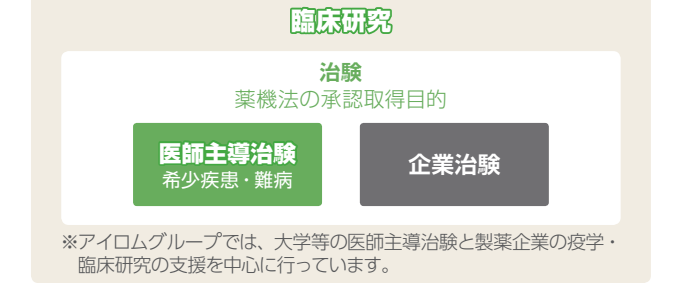 臨床研究
治験
薬機法の承認取得目的
医師主導治験
希少疾患・難病
企業治験
※アイロムグループでは、大学等の医師主導治験と製薬企業の疫学・
臨床研究の支援を中心に行っています。